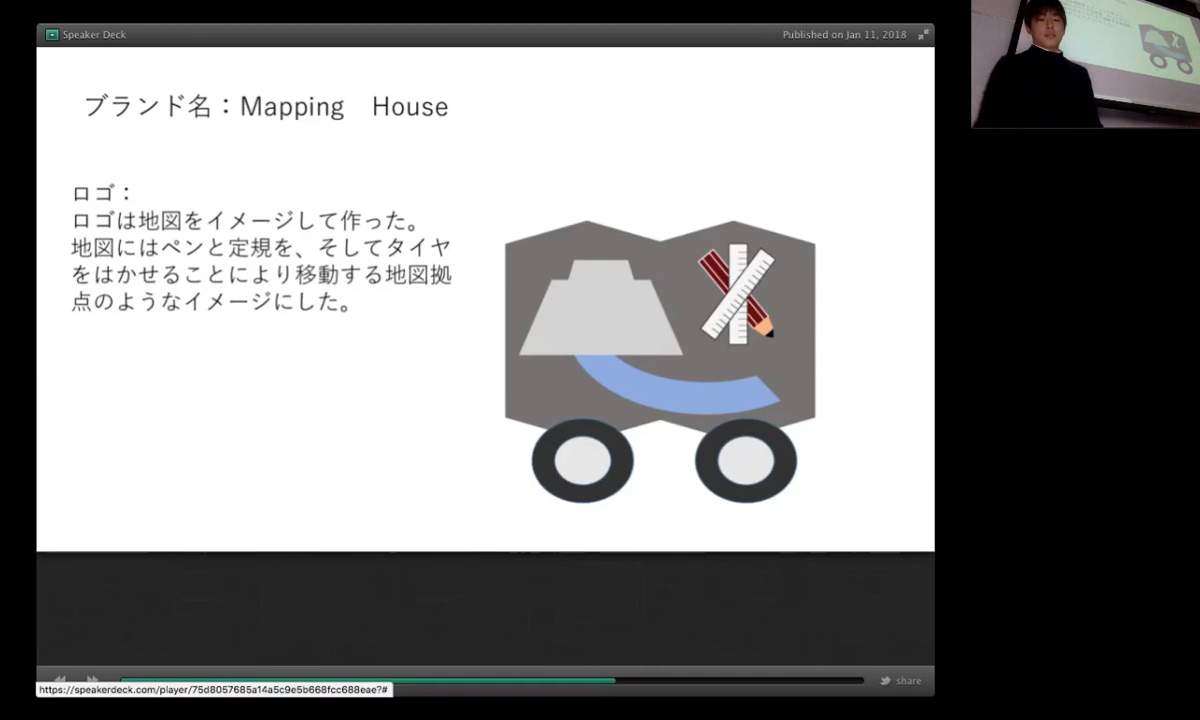 Speaker Deck
Published on Jan 11, 2018
ブランド名：Mapping　House
ロゴ：
ロゴは地図をイメージして作った。
地図にはペンと定規を、そしてタイヤ
をはかせることにより移動する地図拠
点のようなイメージにした。
share
https://speakerdeck.com/player/75d8057685a14a5c9e5b668fcc688eae?#